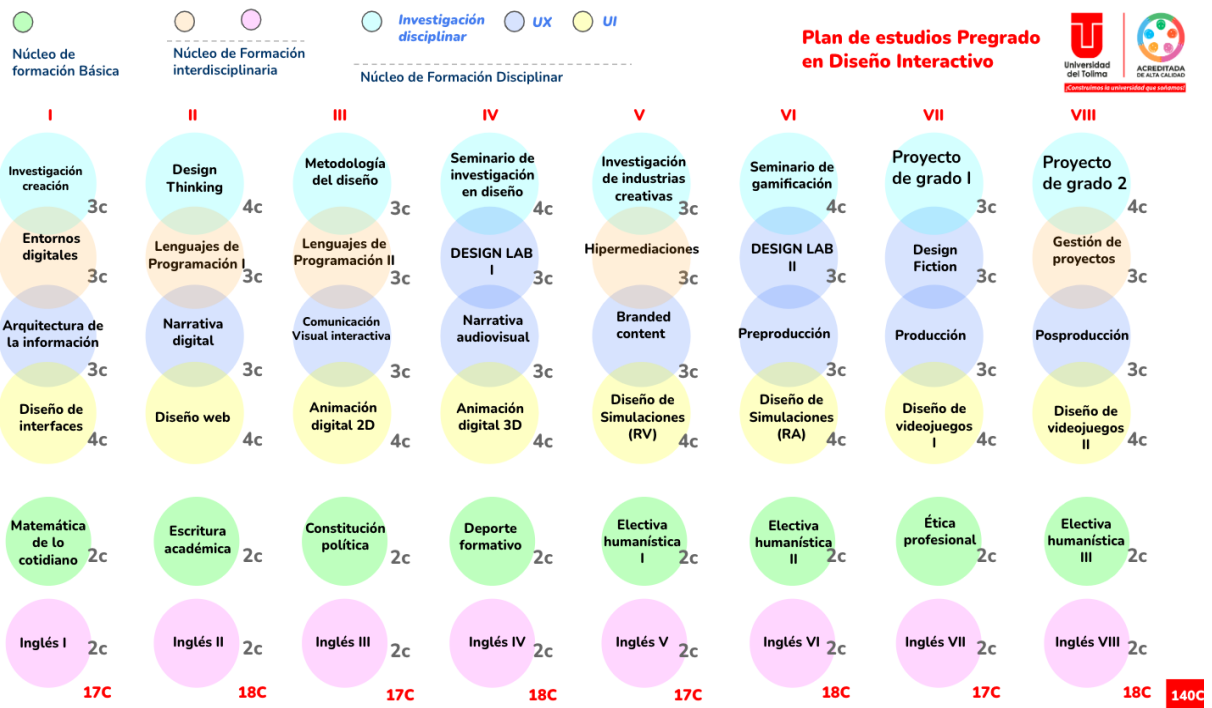 Núcleo de
formación Básica
Núcleo de Formación
interdisciplinaria
Investigación
disciplinar
UX
UI
Núcleo de Formación Disciplinar
Plan de estudios Pregrado
en Diseño Interactivo
Universidad
del Tolima
ACREDITADA
DE ALTA CALIDAD
¡Construimos la universidad que soñamos!
I
II
III
IV
V
VI
VII
VIII
Investigación
creación
3c
Design
Thinking
4c
Metodología
del diseño
3c
Seminario de
investigación
en diseño
4c
Investigación
de industrias
creativas
3c
Seminario de
gamificación
4c
Proyecto
de grado I
3c
Proyecto
de grado 2
4c
Entornos
digitales
3c
Lenguajes de
Programación I
3c
Lenguajes de
Programación II
3c
DESIGN LAB
I
3c
Hipermediaciones
3c
DESIGN LAB
II
3c
Design
Fiction
3c
Gestión de
proyectos
3c
Arquitectura de
la información
3c
Narrativa
digital
3c
Comunicación
Visual interactiva
3c
Narrativa
audiovisual
3c
Branded
content
3c
Preproducción
3c
Producción
3c
Posproducción
3c
Diseño de
interfaces
4c
Diseño web
4c
Animación
digital 2D
4c
Animación
digital 3D
4c
Diseño de
Simulaciones
(RV)
4c
Diseño de
Simulaciones
(RA)
4c
Diseño de
videojuegos
I
4c
Diseño de
videojuegos
II
4c
Matemática
de lo
cotidiano
2c
Escritura
académica
2c
Constitución
política
2c
Deporte
formativo
2c
Electiva
humanística
I
2c
Electiva
humanística
II
2c
Ética
profesional
2c
Electiva
humanística
III
2c
Inglés I
2c
Inglés II
2c
Inglés III
2c
Inglés IV
2c
Inglés V
2c
Inglés VI
2c
Inglés VII
2c
Inglés VIII
2c
17C
18C
17C
18C
17C
18C
17C
18C
140C